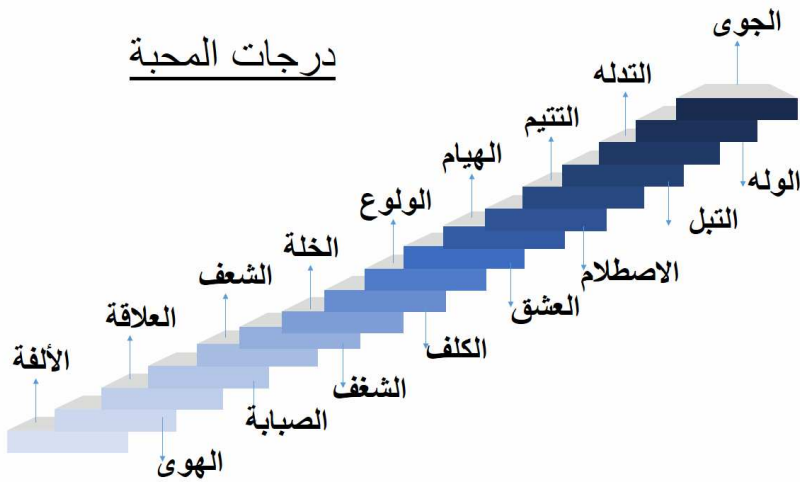 درجات المحبة
الألفة
الهوى
العلاقة
الصبابة
الشعف
الشغف
الخلة
الكلف
الولوع
العشق
الهيام
الاصطلام
التتيم
التبل
التدله
الوله
الجوى